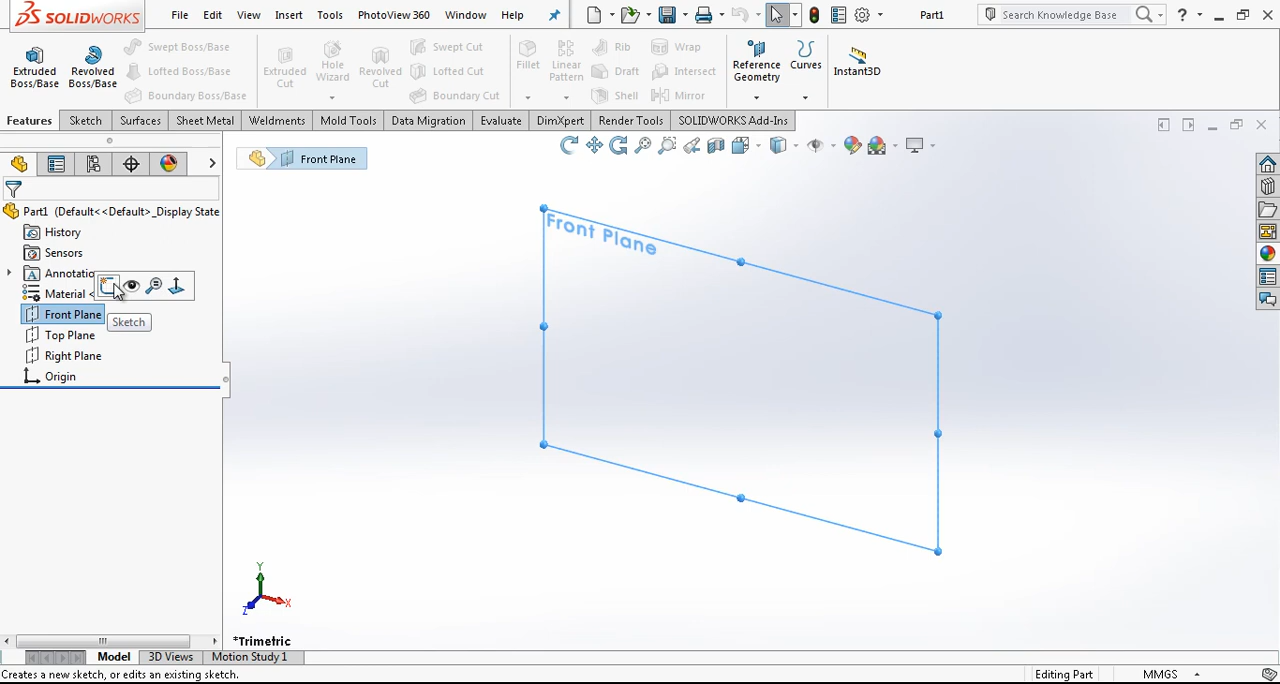 SOLIDWORKS File Edit View Insert Tools PhotoView 360 Window Help Part1 Search Knowledge Base ?
Extruded Boss/Base Revolved Boss/Base Swept Boss/Base Lofted Boss/Base Boundary Boss/Base Extruded Cut Hole Wizard Revolved Cut Swept Cut Lofted Cut Boundary Cut Fillet Linear Pattern Rib Draft Shell Wrap Intersect Mirror Reference Geometry Curves Instant3D
Features Sketch Surfaces Sheet Metal Weldments Mold Tools Data Migration Evaluate DimXpert Render Tools SOLIDWORKS Add-Ins
Front Plane
Part1 (Default<<Default>_Display State
History
Sensors
Annotatio
Material <
Front Plane
Sketch
Top Plane
Right Plane
Origin
Front Plane
Y
X
Z
*Trimetric
Model 3D Views Motion Study 1
Creates a new sketch, or edits an existing sketch. Editing Part MMGS